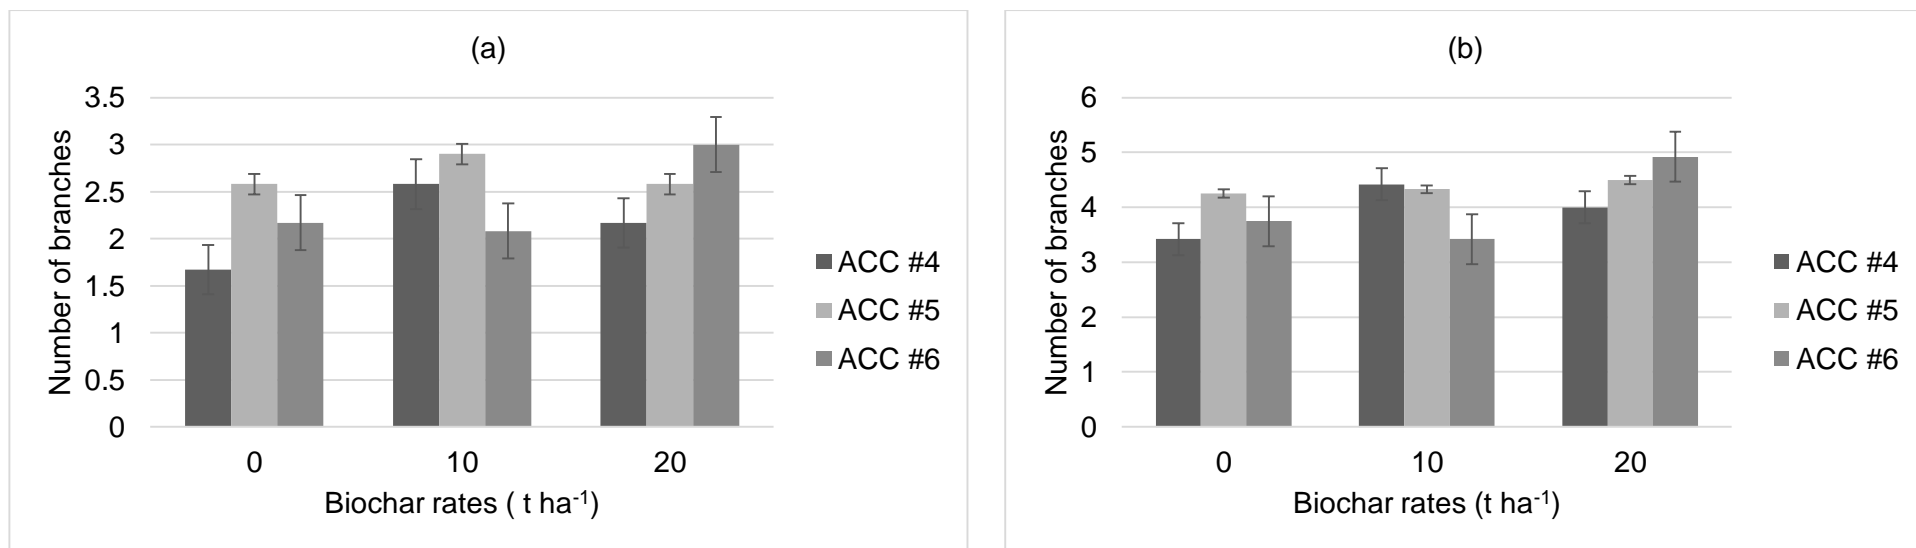 (a)
Number of branches
3.5
3
2.5
2
1.5
1
0.5
0
0 10 20
Biochar rates ( t ha-1)
ACC #4
ACC #5
ACC #6
(b)
Number of branches
6
5
4
3
2
1
0
0 10 20
Biochar rates (t ha-1)
ACC #4
ACC #5
ACC #6